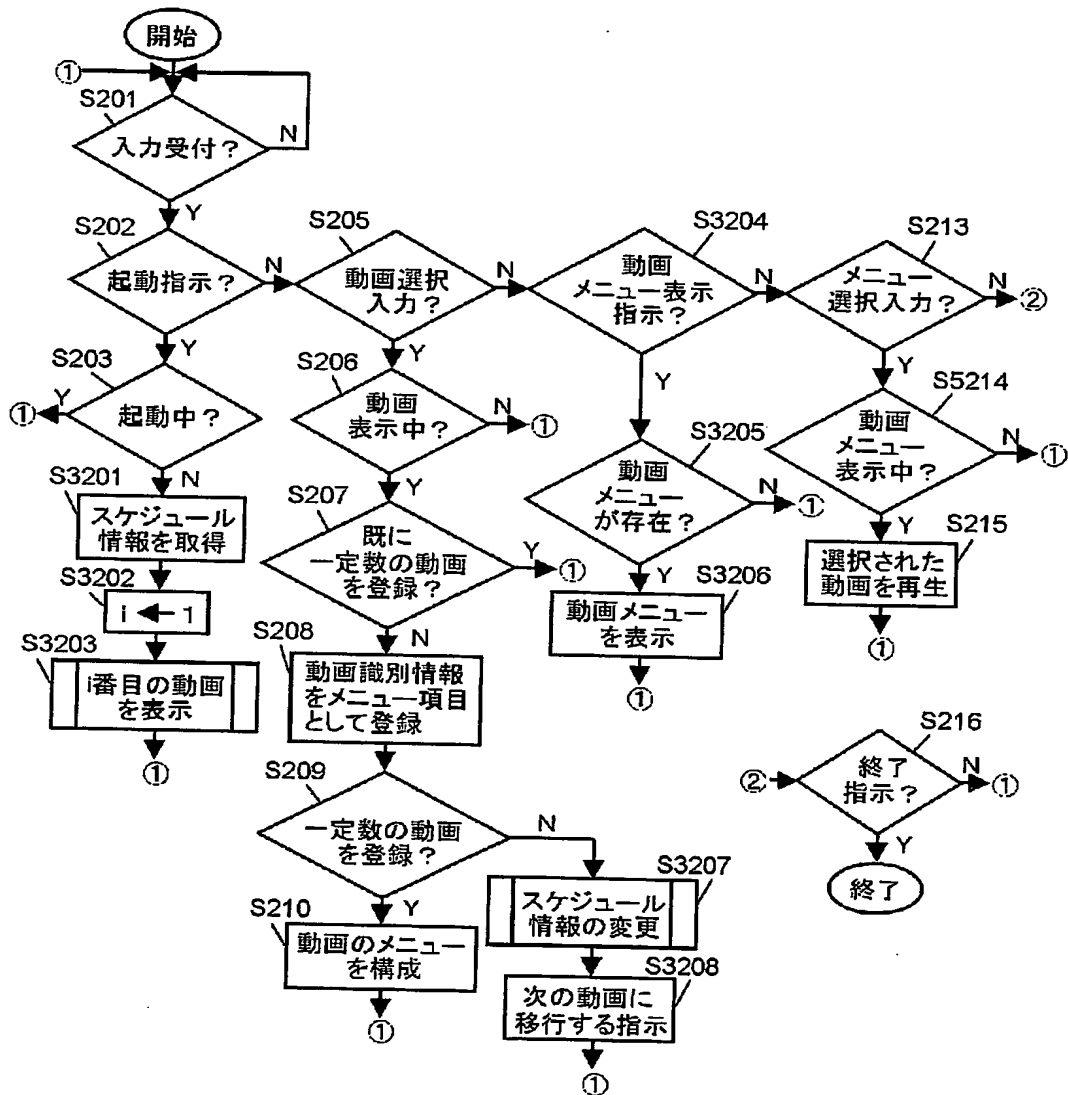 開始
①
S201
入力受付?
N
Y
S202
起動指示?
N
Y
S203
起動中?
Y
①
N
S3201
スケジュール
情報を取得
S3202
i ← 1
S3203
i番目の動画
を表示
①
S205
動画選択
入力?
N
Y
S206
動画
表示中?
N
①
Y
S207
既に
一定数の動画
を登録?
Y
①
N
S208
動画識別情報
をメニュー項目
として登録
S209
一定数の動画
を登録?
N
Y
S210
動画のメニュー
を構成
①
S3207
スケジュール
情報の変更
S3208
次の動画に
移行する指示
①
S3204
動画
メニュー表示
指示?
N
Y
S3205
動画
メニュー
が存在?
N
①
Y
S3206
動画メニュー
を表示
①
S213
メニュー
選択入力?
N
②
Y
S5214
動画
メニュー
表示中?
N
①
Y
S215
選択された
動画を再生
①
S216
②
終了
指示?
N
①
Y
終了